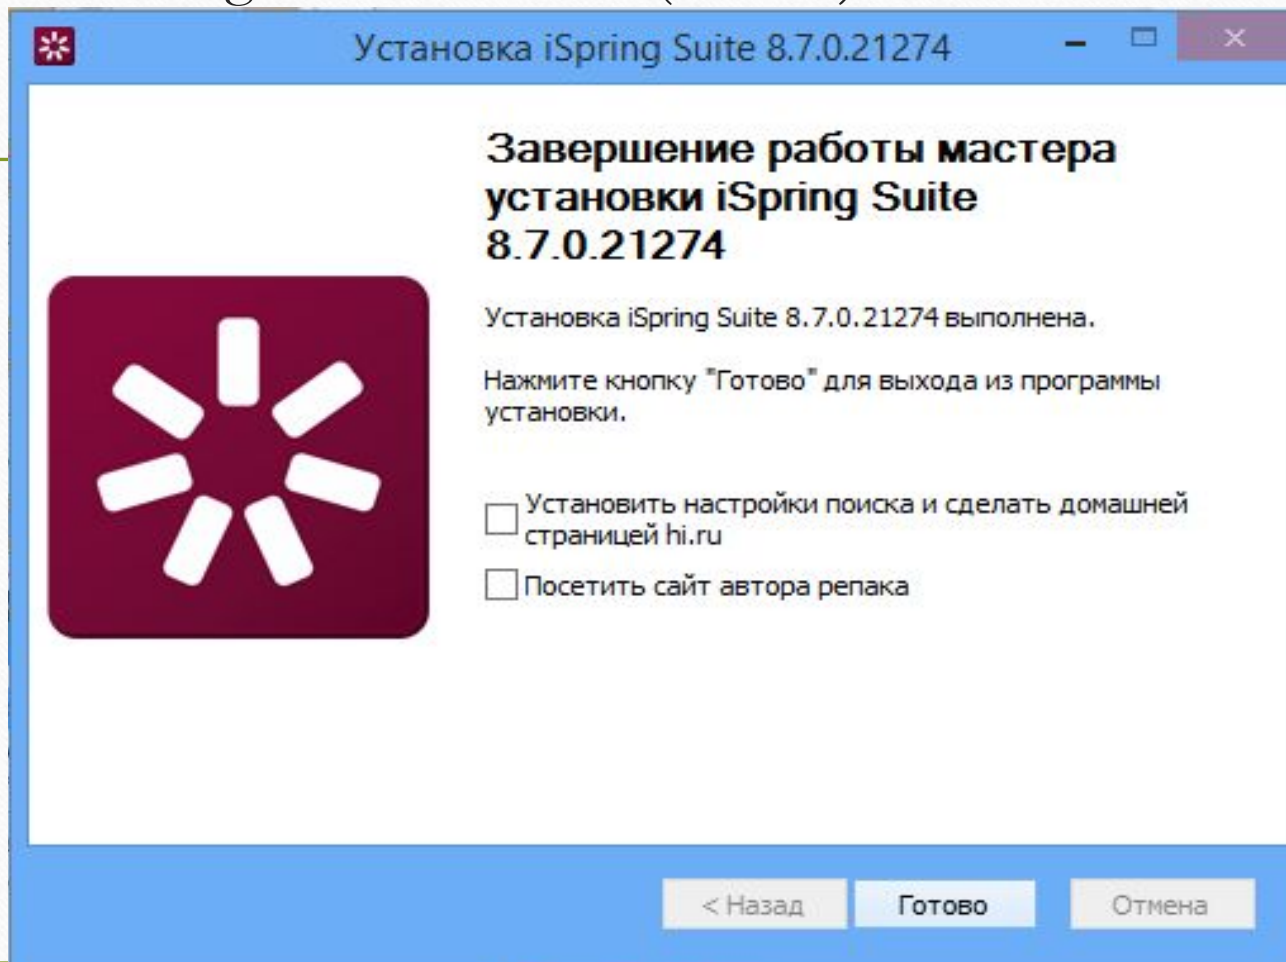 Установка iSpring Suite 8.7.0.21274
Завершение работы мастера
установки iSpring Suite
8.7.0.21274
Установка iSpring Suite 8.7.0.21274 выполнена.
Нажмите кнопку "Готово" для выхода из программы
установки.
Установить настройки поиска и сделать домашней
страницей hi.ru
Посетить сайт автора репака
< Назад
Готово
Отмена